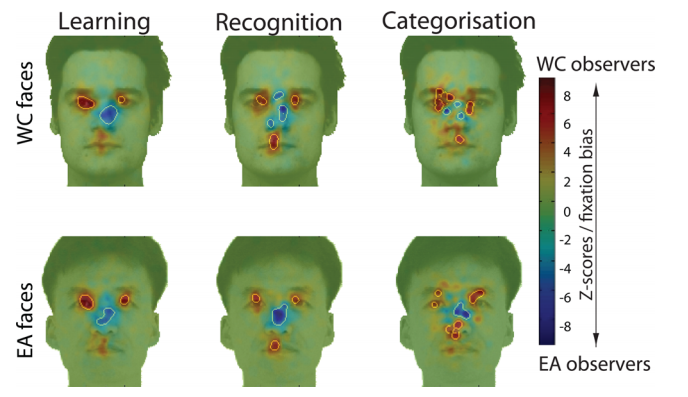 Learning
Recognition
Categorisation
WC faces
WC observers
8
6
4
2
0
-2
-4
-6
-8
Z-scores / fixation bias
EA faces
EA observers